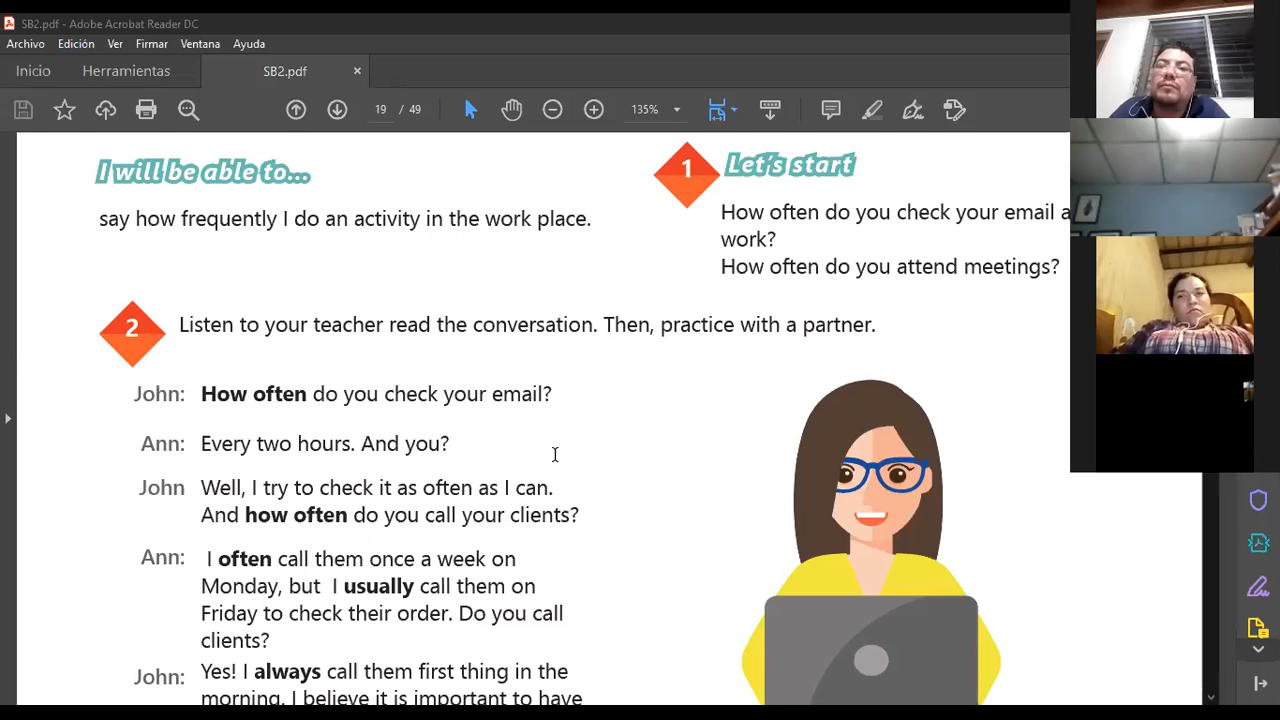 SB2.pdf - Adobe Acrobat Reader DC
Archivo Edición Ver Firmar Ventana Ayuda
Inicio Herramientas SB2.pdf ×
19 / 49 135%
I will be able to...
say how frequently I do an activity in the work place.
1 Let's start
How often do you check your email a
work?
How often do you attend meetings?
2 Listen to your teacher read the conversation. Then, practice with a partner.
John: How often do you check your email?
Ann: Every two hours. And you?
John Well, I try to check it as often as I can.
And how often do you call your clients?
Ann: I often call them once a week on
Monday, but I usually call them on
Friday to check their order. Do you call
clients?
John: Yes! I always call them first thing in the
morning. I believe it is important to have